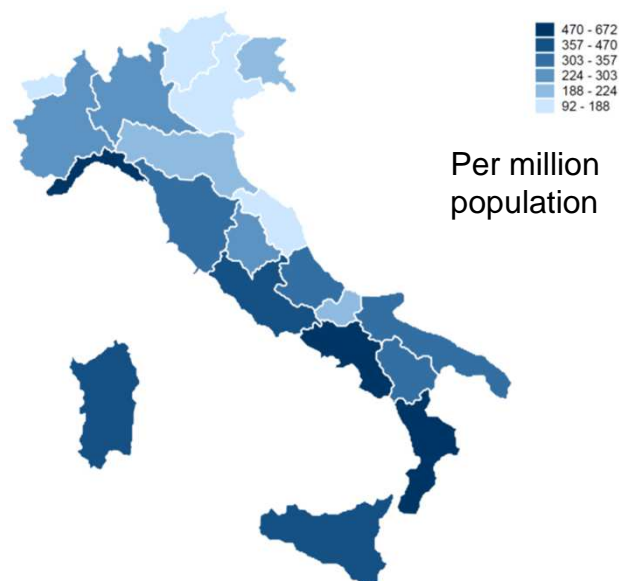 470 - 672
357 - 470
303 - 357
224 - 303
188 - 224
92 - 188
Per million
population